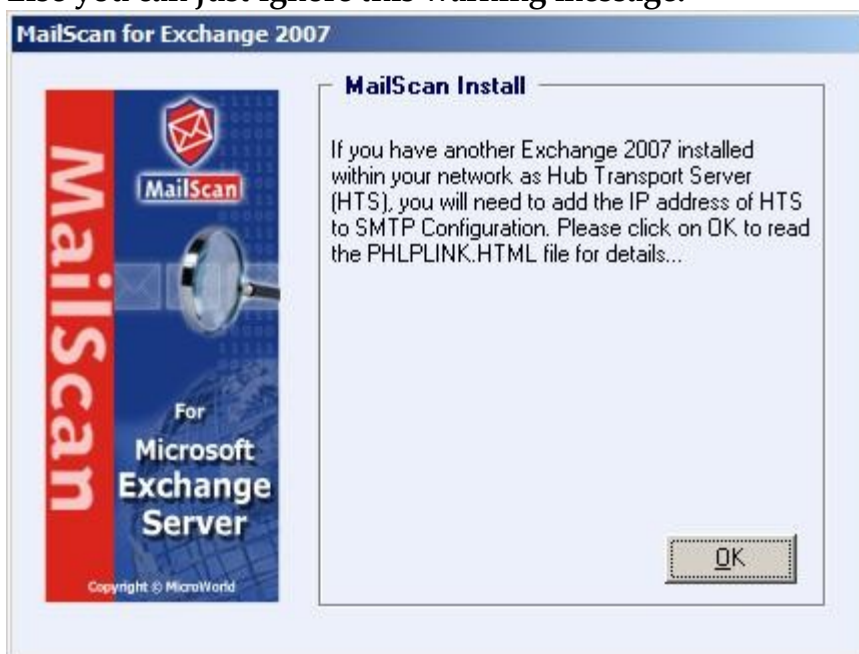 Else you can just ignore this warning message.
MailScan for Exchange 2007
MailScan Install
If you have another Exchange 2007 installed
within your network as Hub Transport Server
(HTS), you will need to add the IP address of HTS
to SMTP Configuration. Please click on OK to read
the PHLPLINK.HTML file for details...
MailScan
MailScan
For
Microsoft
Exchange
Server
Copyright © MicroWorld
OK